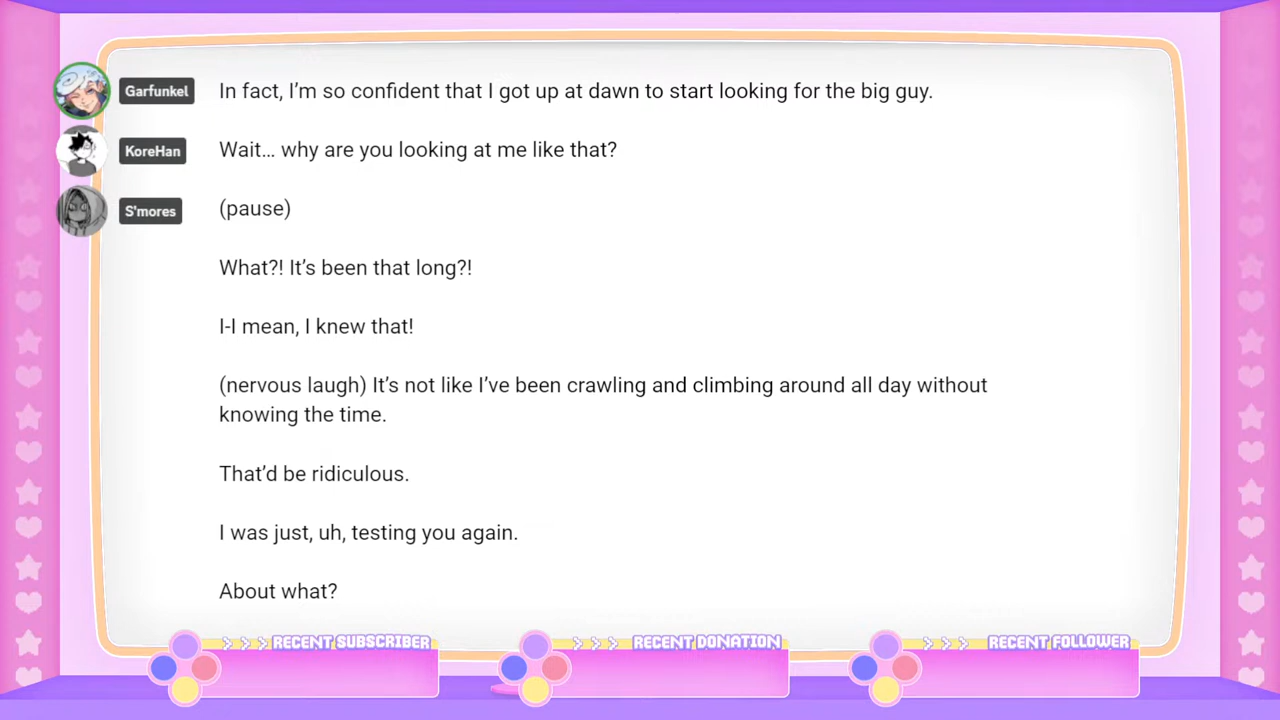 Garfunkel
In fact, I’m so confident that I got up at dawn to start looking for the big guy.
KoreHan
Wait… why are you looking at me like that?
S'mores
(pause)
What?! It’s been that long?!
I-I mean, I knew that!
(nervous laugh) It’s not like I’ve been crawling and climbing around all day without
knowing the time.
That’d be ridiculous.
I was just, uh, testing you again.
About what?
> > > RECENT SUBSCRIBER
> > > RECENT DONATION
> > > RECENT FOLLOWER